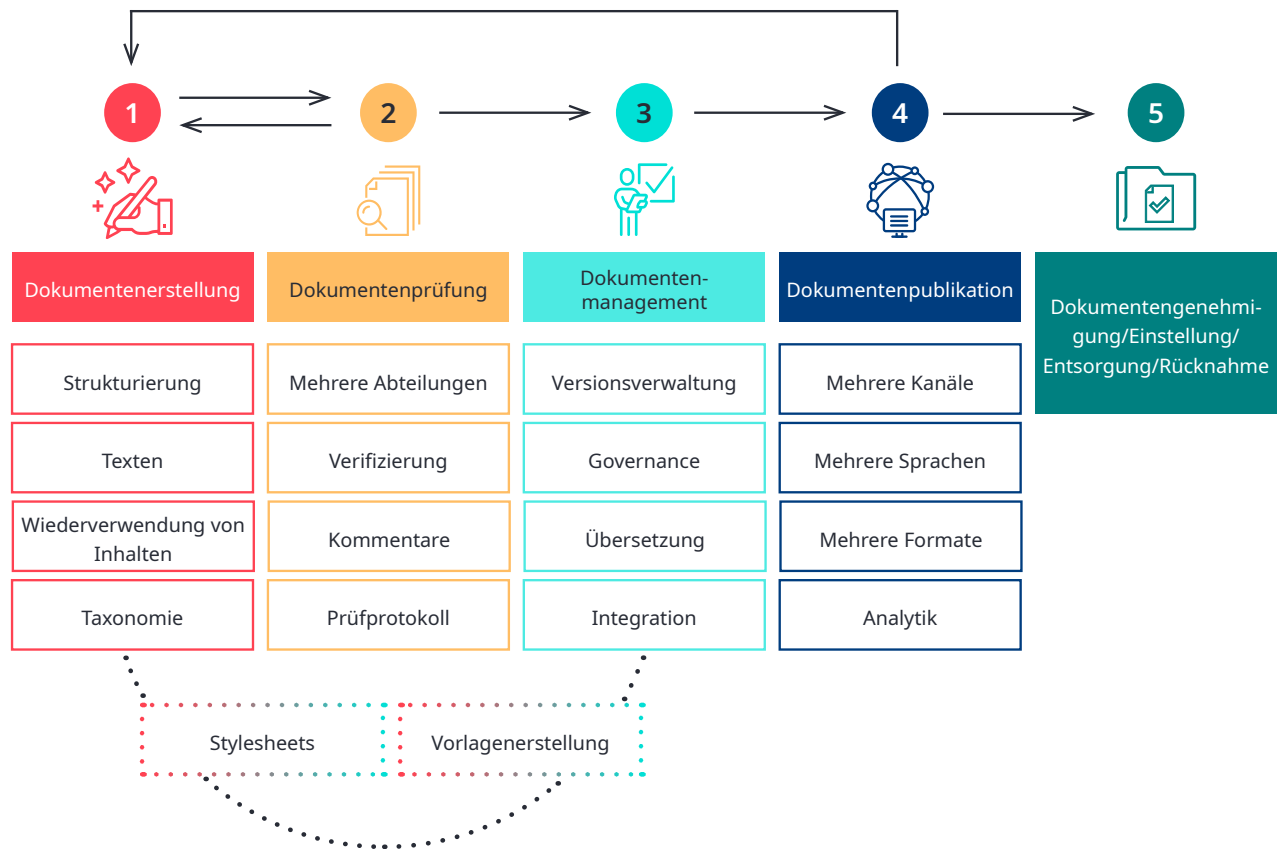 1
2
3
4
5
Dokumentenerstellung
Dokumentenprüfung
Dokumenten-
management
Dokumentenpublikation
Dokumentengenehmi-
gung/Einstellung/
Entsorgung/Rücknahme
Strukturierung
Mehrere Abteilungen
Versionsverwaltung
Mehrere Kanäle
Texten
Verifizierung
Governance
Mehrere Sprachen
Wiederverwendung von
Inhalten
Kommentare
Übersetzung
Mehrere Formate
Taxonomie
Prüfprotokoll
Integration
Analytik
Stylesheets
Vorlagenerstellung